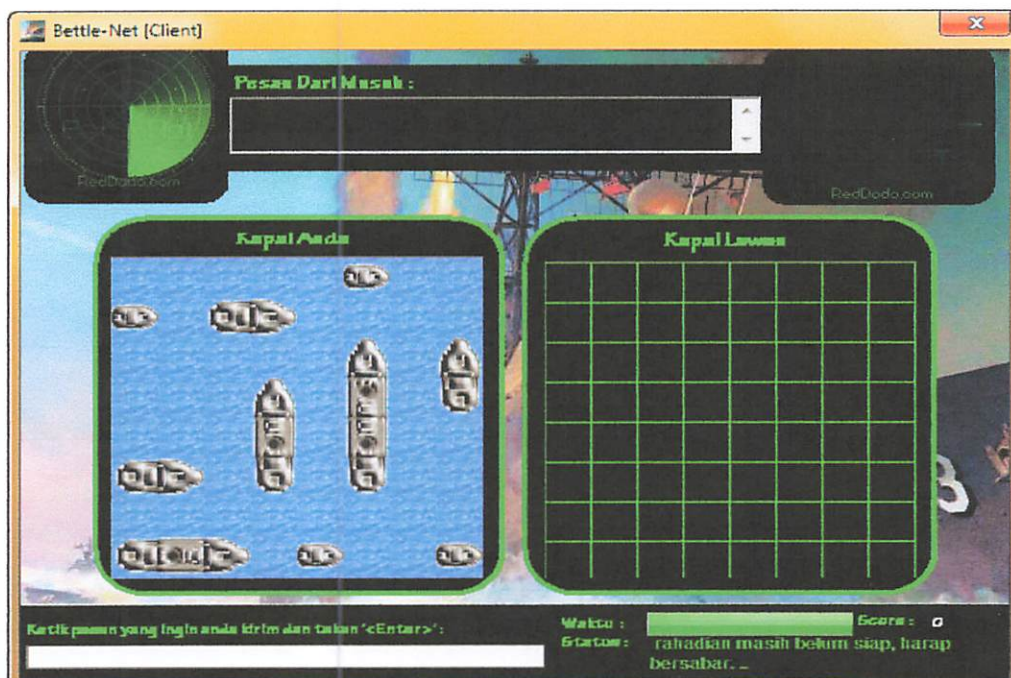 Bettle-Net [Client]
Pesan Dari Musuh :
RedDodo.com
RedDodo.com
Kapal Anda
Kapal Lawan
Ketik pesan yang ingin anda kirim dan tekan '<Enter>' :
Waktu :
Score : 0
Status : rahadian masih belum siap, harap
bersabar...